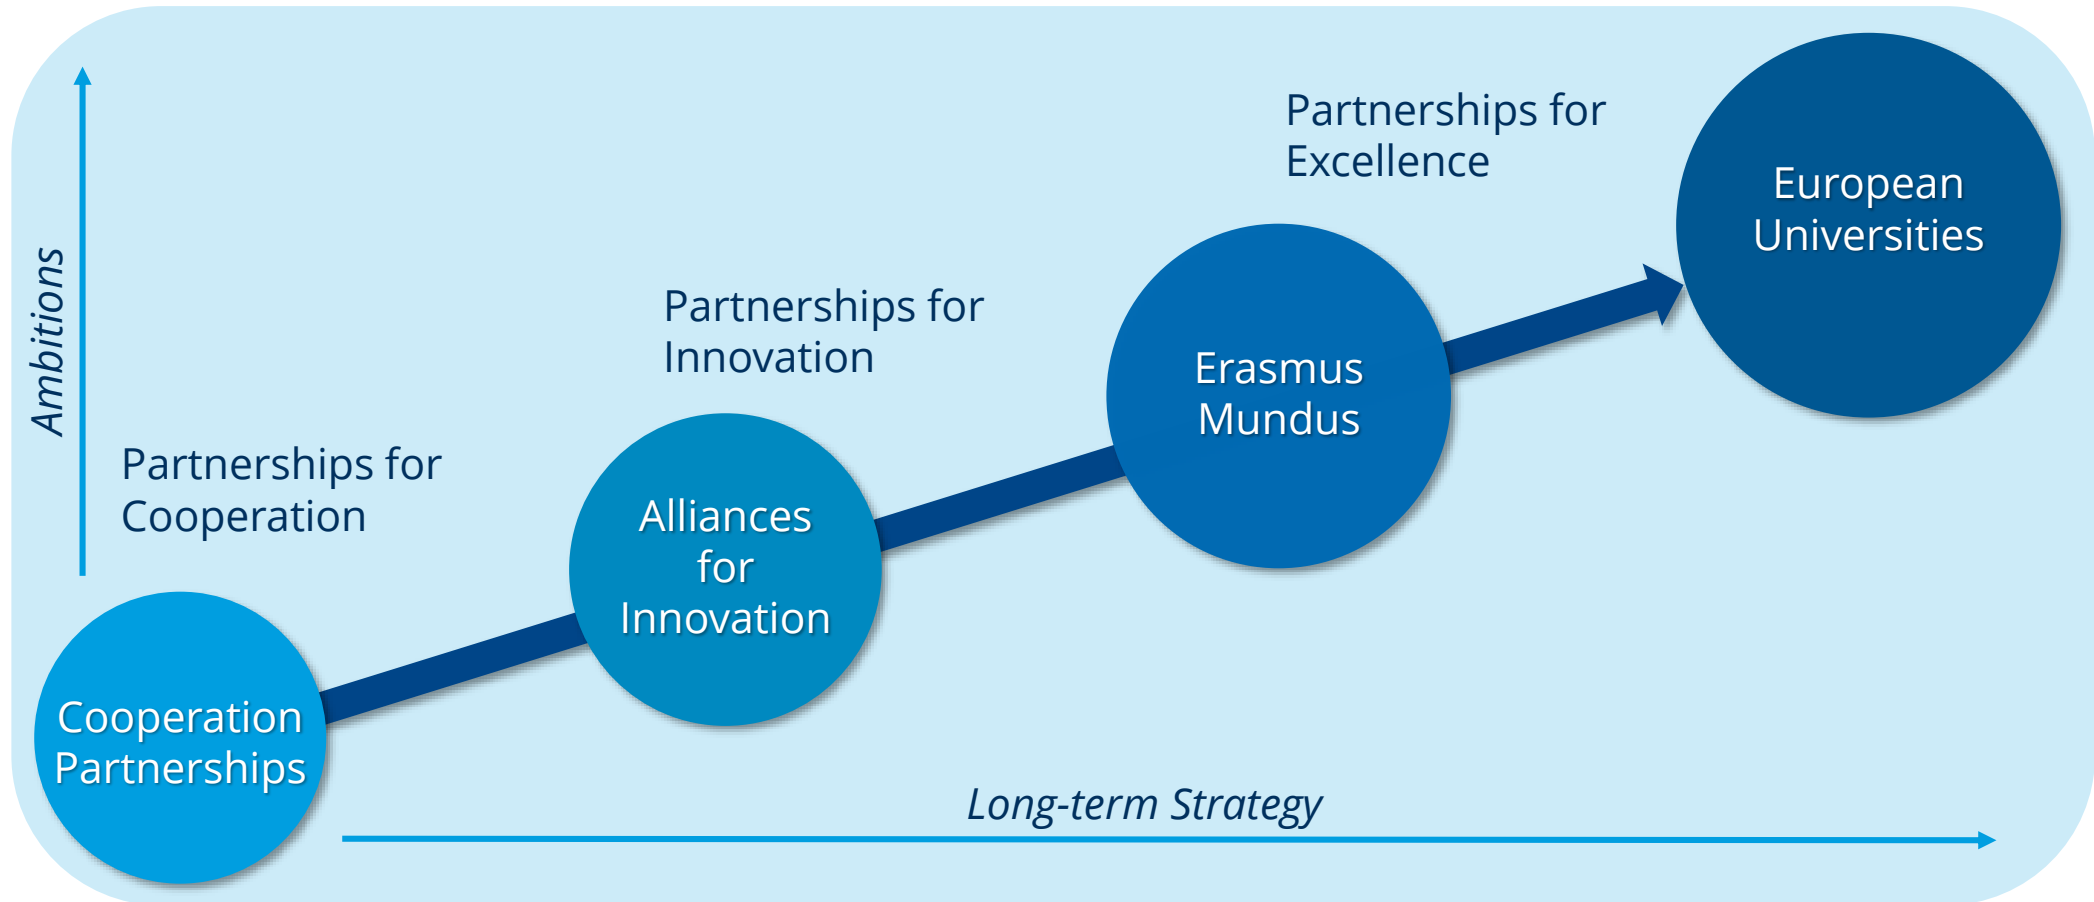 Partnerships for
Excellence
European
Universities
Ambitions
Partnerships for
Innovation
Erasmus
Mundus
Partnerships for
Cooperation
Alliances
for
Innovation
Cooperation
Partnerships
Long-term Strategy